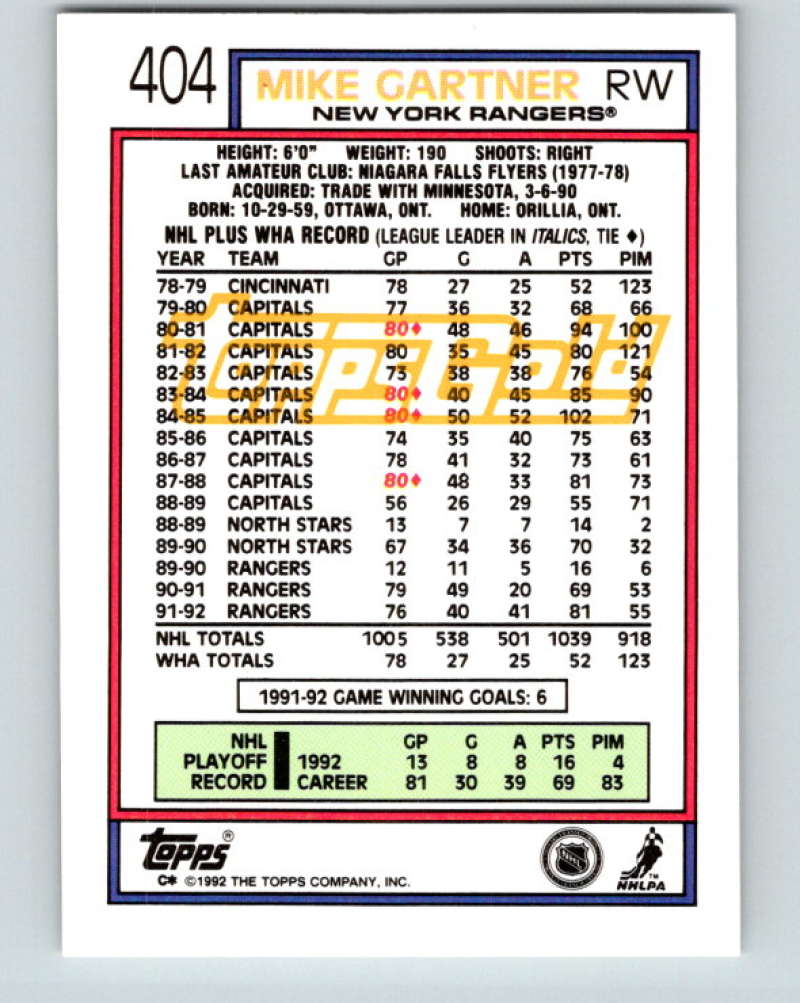 404 MIKE GARTNER RW
NEW YORK RANGERS®
HEIGHT: 6'0" WEIGHT: 190 SHOOTS: RIGHT
LAST AMATEUR CLUB: NIAGARA FALLS FLYERS (1977-78)
ACQUIRED: TRADE WITH MINNESOTA, 3-6-90
BORN: 10-29-59, OTTAWA, ONT. HOME: ORILLIA, ONT.
NHL PLUS WHA RECORD (LEAGUE LEADER IN ITALICS, TIE ♦)
YEAR TEAM GP G A PTS PIM
78-79 CINCINNATI 78 27 25 52 123
79-80 CAPITALS 77 36 32 68 66
80-81 CAPITALS 80♦ 48 46 94 100
81-82 CAPITALS 80 35 45 80 121
82-83 CAPITALS 73 38 38 76 54
83-84 CAPITALS 80♦ 40 45 85 90
84-85 CAPITALS 80♦ 50 52 102 71
85-86 CAPITALS 74 35 40 75 63
86-87 CAPITALS 78 41 32 73 61
87-88 CAPITALS 80♦ 48 33 81 73
88-89 CAPITALS 56 26 29 55 71
88-89 NORTH STARS 13 7 7 14 2
89-90 NORTH STARS 67 34 36 70 32
89-90 RANGERS 12 11 5 16 6
90-91 RANGERS 79 49 20 69 53
91-92 RANGERS 76 40 41 81 55
NHL TOTALS 1005 538 501 1039 918
WHA TOTALS 78 27 25 52 123
ToppsGold
1991-92 GAME WINNING GOALS: 6
NHL GP G A PTS PIM
PLAYOFF 1992 13 8 8 16 4
RECORD CAREER 81 30 39 69 83
TOPPS®
C* ©1992 THE TOPPS COMPANY, INC.
NHL
™
NHLPA